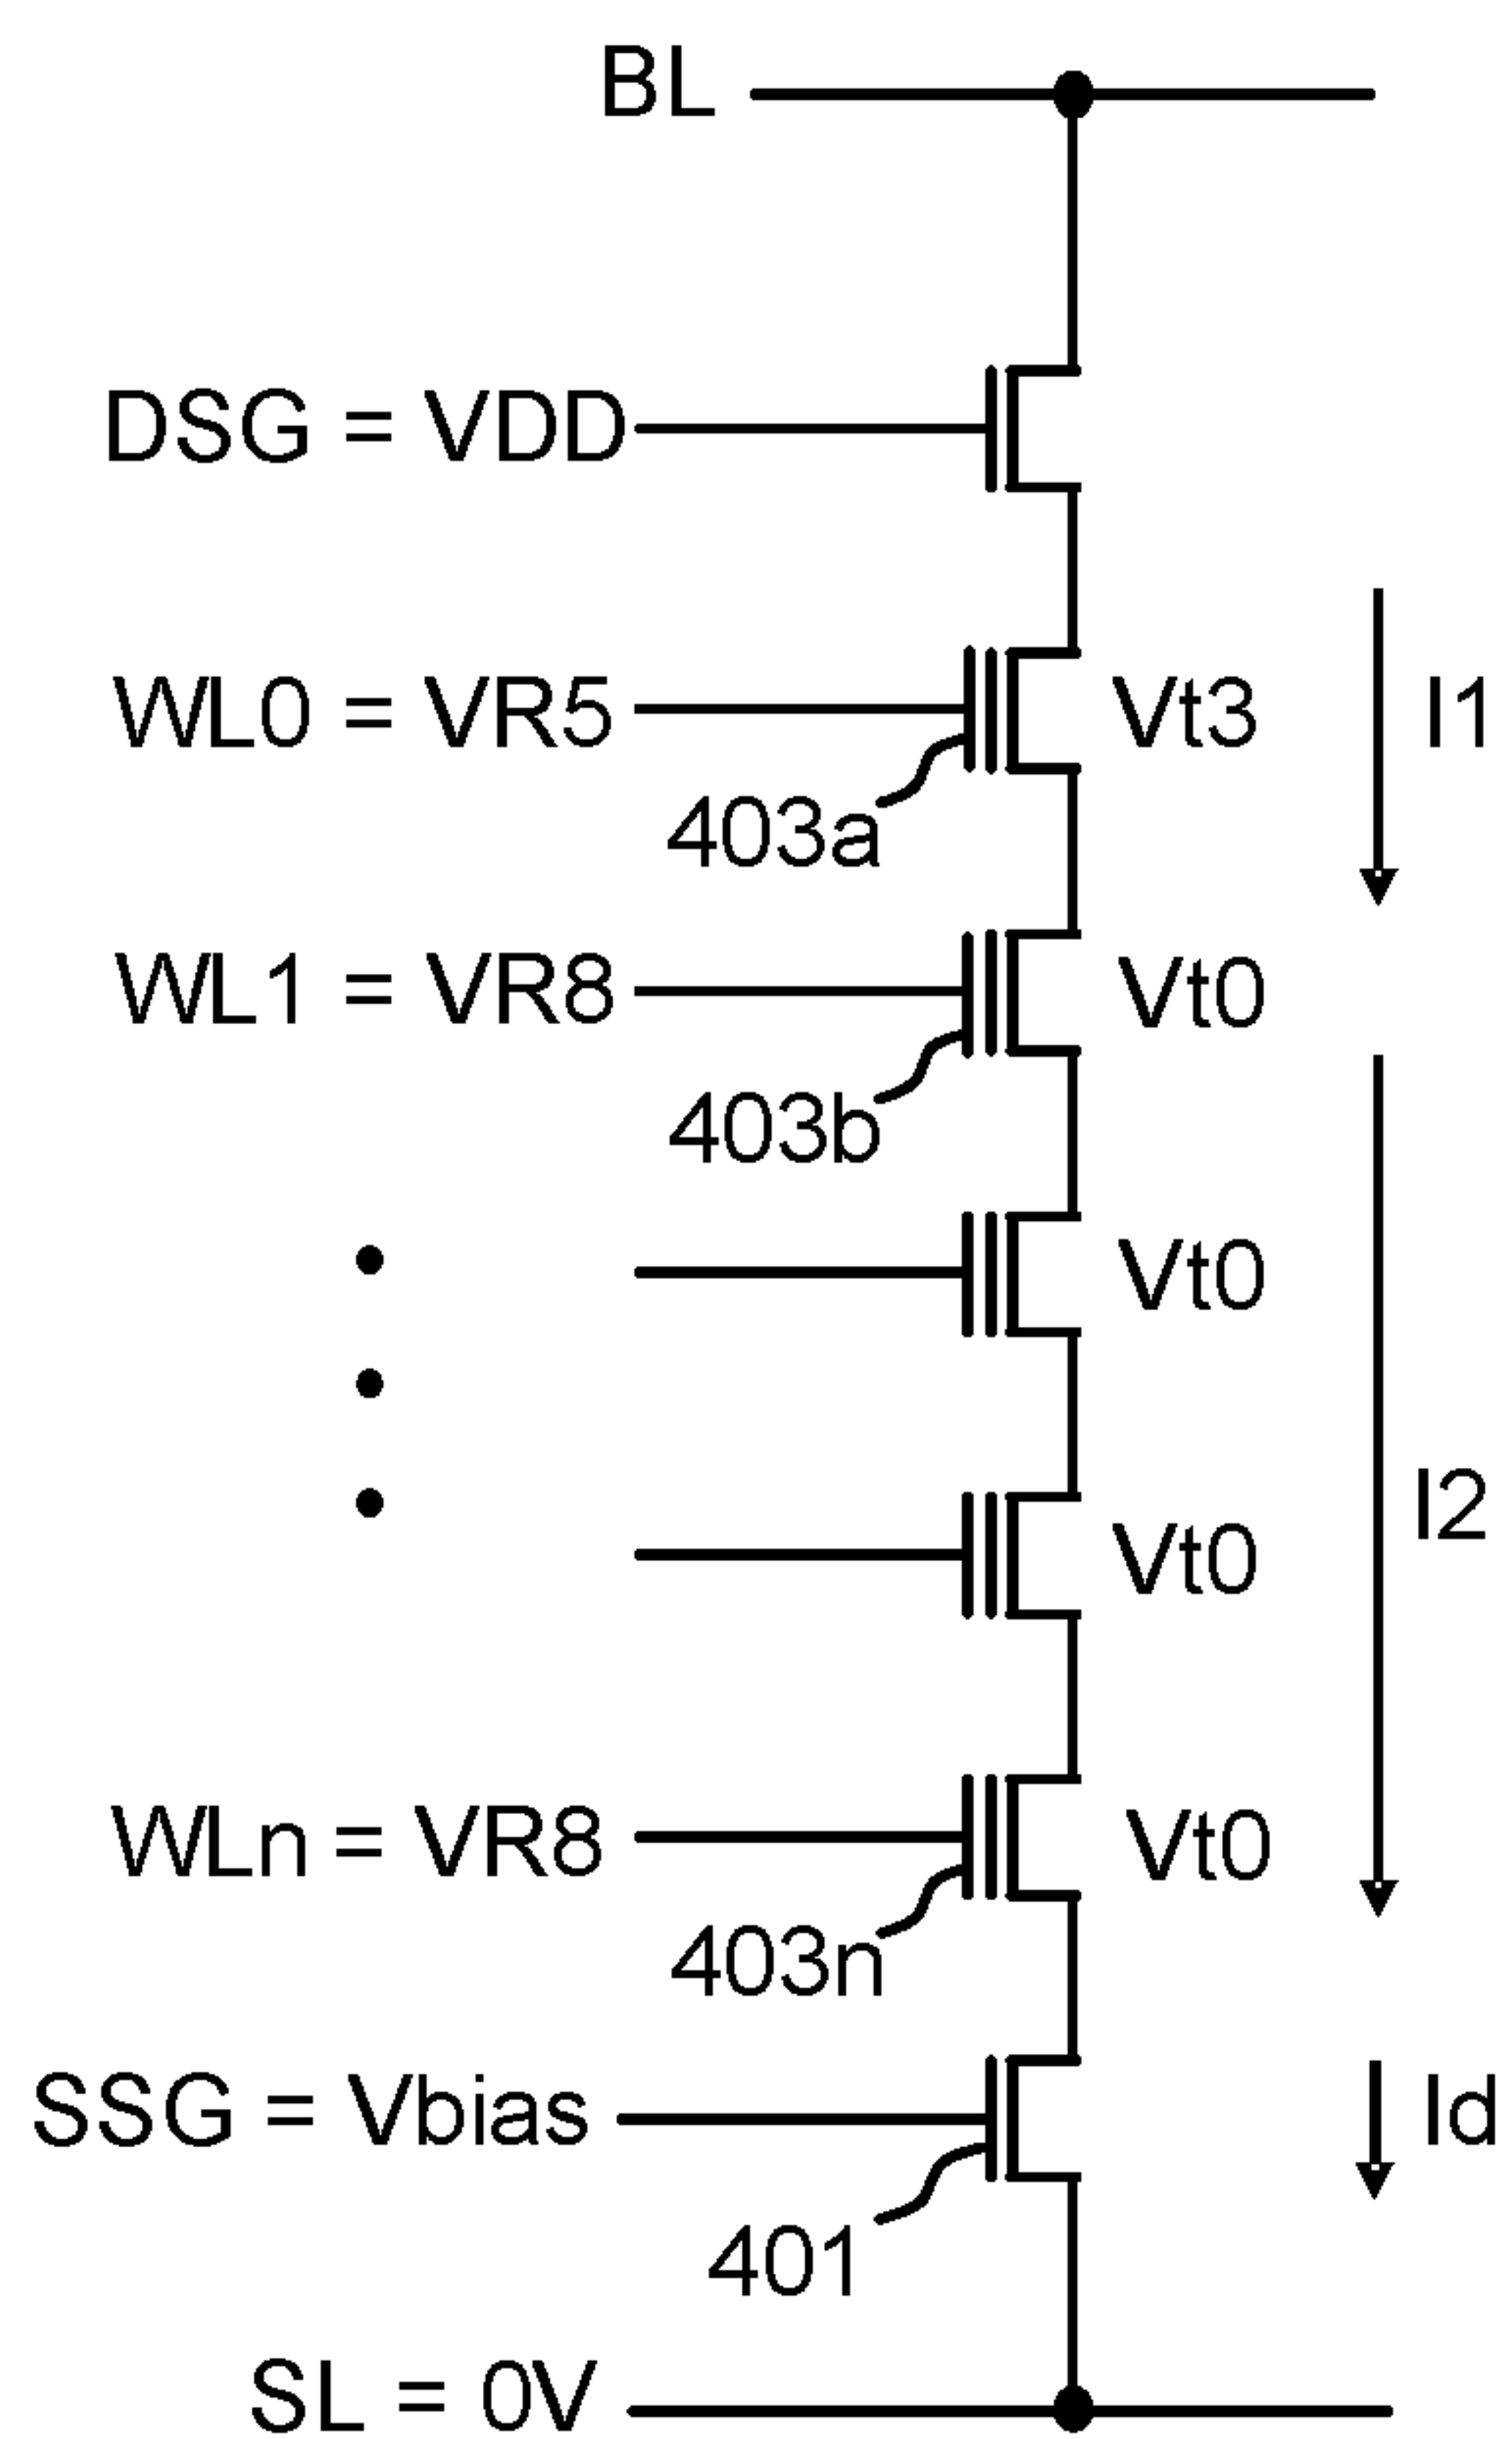 BL
DSG = VDD
WL0 = VR5
Vt3
I1
403a
WL1 = VR8
Vt0
403b
Vt0
I2
Vt0
WLn = VR8
Vt0
403n
SSG = Vbias
Id
401
SL = 0V